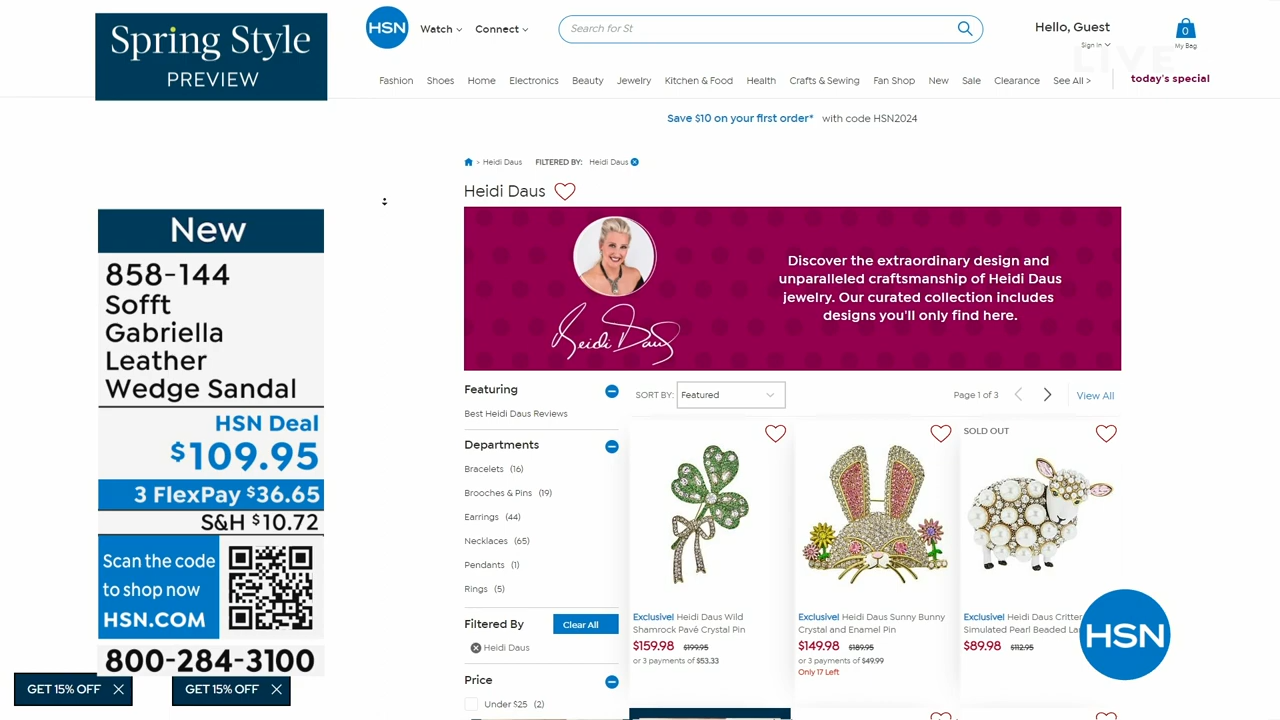 Spring Style
PREVIEW
HSN
Watch
Connect
Search for St
Hello, Guest
Sign In
0
My Bag
LIVE
Fashion Shoes Home Electronics Beauty Jewelry Kitchen & Food Health Crafts & Sewing Fan Shop New Sale Clearance See All >
today's special
Save $10 on your first order* with code HSN2024
> Heidi Daus FILTERED BY: Heidi Daus
Heidi Daus
Discover the extraordinary design and
unparalleled craftsmanship of Heidi Daus
jewelry. Our curated collection includes
designs you'll only find here.
Heidi Daus
New
858-144
Sofft
Gabriella
Leather
Wedge Sandal
HSN Deal
$109.95
3 FlexPay $36.65
S&H $10.72
Scan the code
to shop now
HSN.COM
800-284-3100
GET 15% OFF
GET 15% OFF
Featuring
Best Heidi Daus Reviews
Departments
Bracelets (16)
Brooches & Pins (19)
Earrings (44)
Necklaces (65)
Pendants (1)
Rings (5)
Filtered By
Clear All
Heidi Daus
Price
Under $25 (2)
SORT BY: Featured
Page 1 of 3
View All
Exclusive! Heidi Daus Wild
Shamrock Pavé Crystal Pin
$159.98 $199.95
or 3 payments of $53.33
Exclusive! Heidi Daus Sunny Bunny
Crystal and Enamel Pin
$149.98 $189.95
or 3 payments of $49.99
Only 17 Left
SOLD OUT
Exclusive! Heidi Daus Critter
Simulated Pearl Beaded La
$89.98 $112.95
HSN